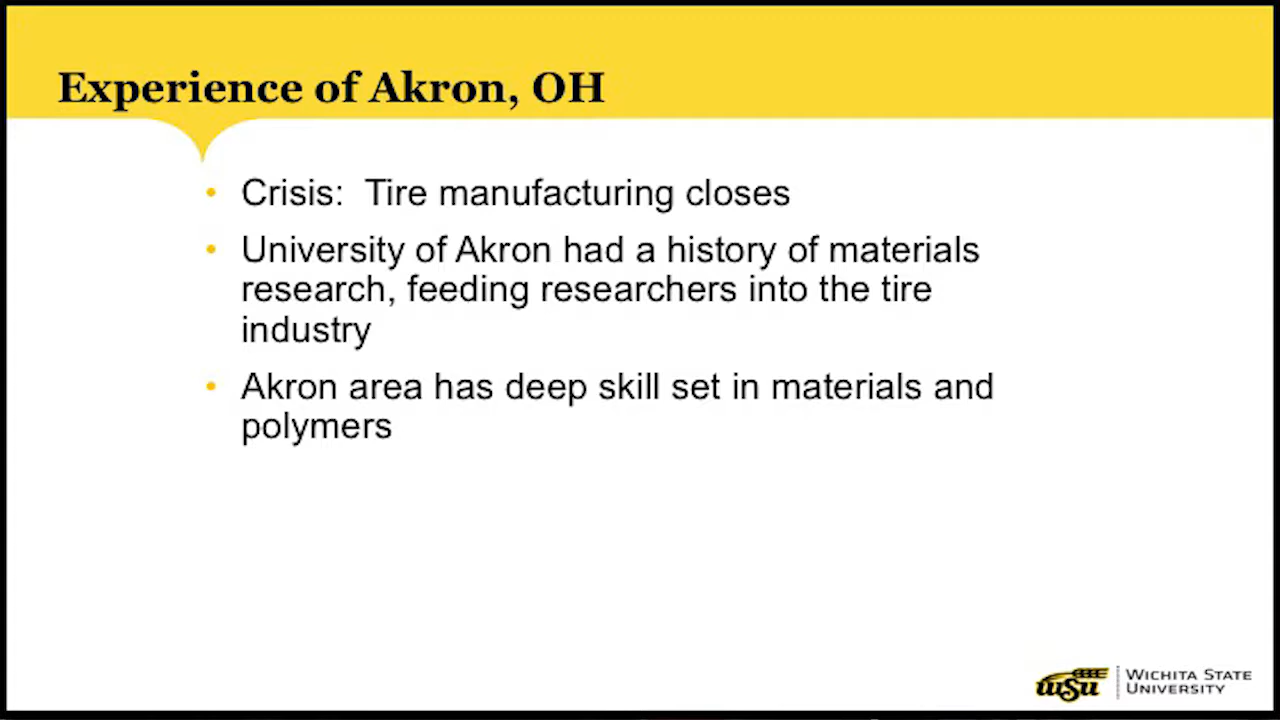 Experience of Akron, OH
• Crisis:  Tire manufacturing closes
• University of Akron had a history of materials
research, feeding researchers into the tire
industry
• Akron area has deep skill set in materials and
polymers
WSU
WICHITA STATE
UNIVERSITY